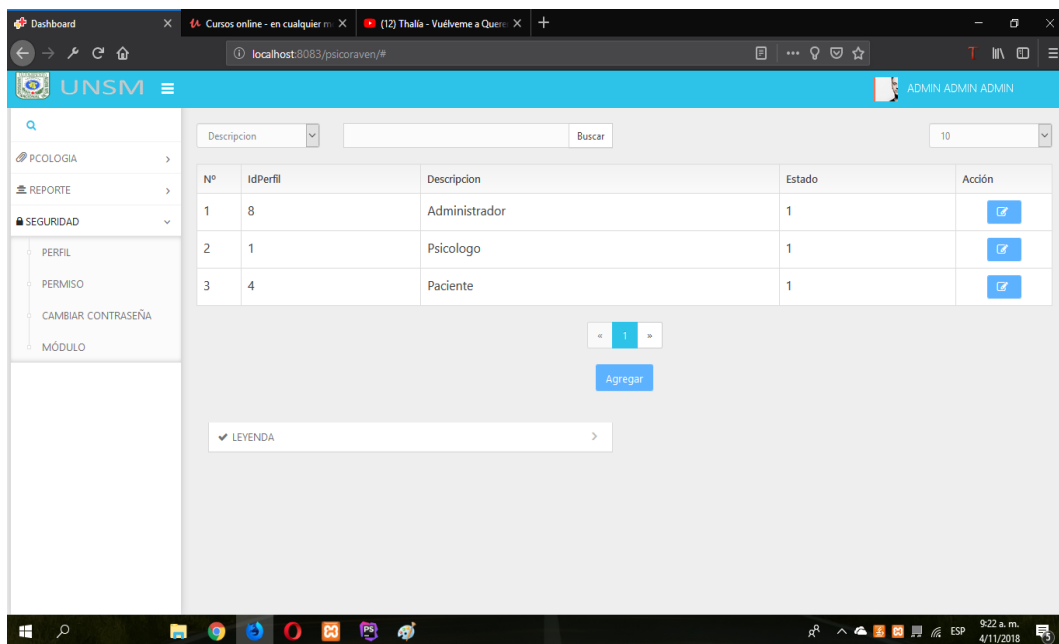 Dashboard
Cursos online - en cualquier m
(12) Thalía - Vuélveme a Quere
localhost:8083/psicoraven/#
UNSM
ADMIN ADMIN ADMIN
Descripcion
Buscar
10
PCOLOGIA
REPORTE
SEGURIDAD
PERFIL
PERMISO
CAMBIAR CONTRASEÑA
MÓDULO
Nº IdPerfil Descripcion Estado Acción
1 8 Administrador 1
2 1 Psicologo 1
3 4 Paciente 1
« 1 »
Agregar
LEYENDA
ESP
9:22 a. m.
4/11/2018